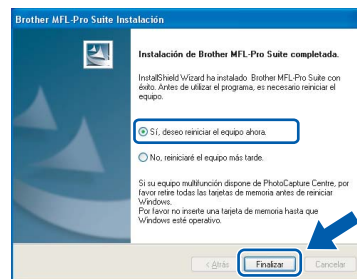 Brother MFL-Pro Suite Instalación
Instalación de Brother MFL-Pro Suite completada.
InstallShield Wizard ha instalado Brother MFL-Pro Suite con
éxito. Antes de utilizar el programa, es necesario reiniciar el
equipo.
Sí, deseo reiniciar el equipo ahora.
No, reiniciaré el equipo más tarde.
Si su equipo multifunción dispone de PhotoCapture Centre, por
favor retire todas las tarjetas de memoria antes de reiniciar
Windows.
Por favor no inserte una tarjeta de memoria hasta que
Windows esté operativo.
< Atrás
Finalizar
Cancelar